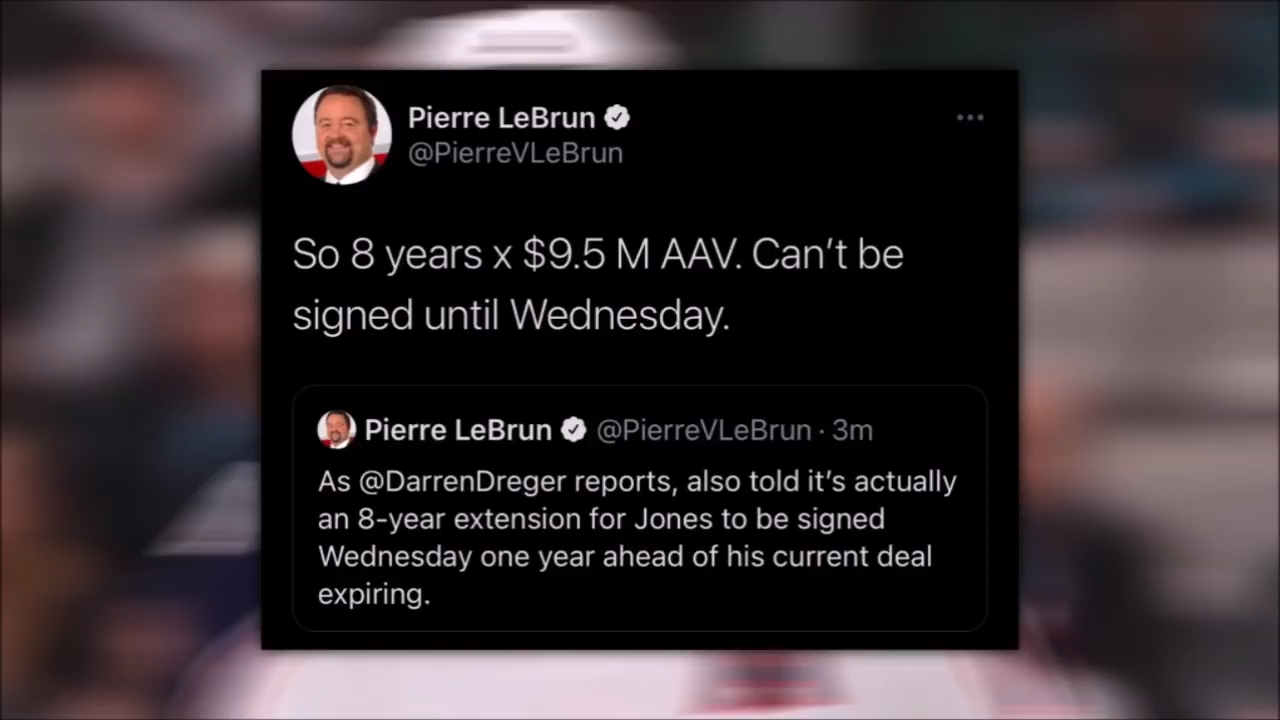 Pierre LeBrun
@PierreVLeBrun
So 8 years x $9.5 M AAV. Can’t be
signed until Wednesday.
Pierre LeBrun @PierreVLeBrun · 3m
As @DarrenDreger reports, also told it’s actually
an 8-year extension for Jones to be signed
Wednesday one year ahead of his current deal
expiring.